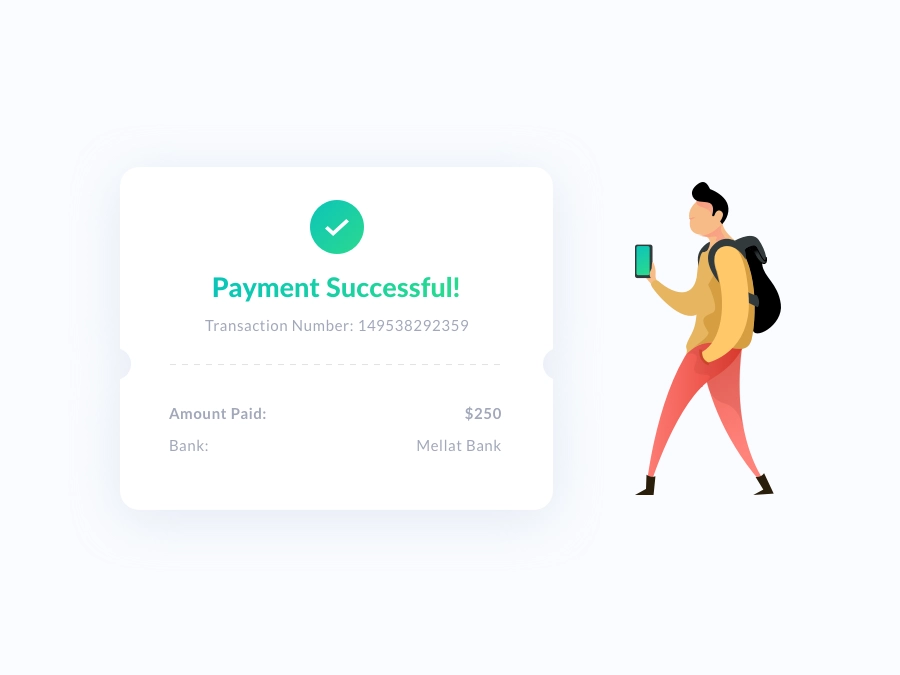 Payment Successful!
Transaction Number: 149538292359
Amount Paid: $250
Bank: Mellat Bank